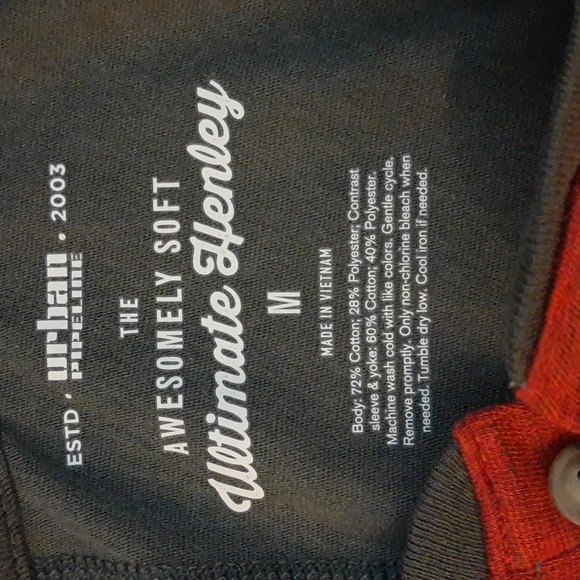 ESTD · urban PIPELINE · 2003
THE
AWESOMELY SOFT
Ultimate Henley
M
MADE IN VIETNAM
Body: 72% Cotton; 28% Polyester; Contrast
sleeve & yoke: 60% Cotton; 40% Polyester.
Machine wash cold with like colors. Gentle cycle.
Remove promptly. Only non-chlorine bleach when
needed. Tumble dry low. Cool iron if needed.